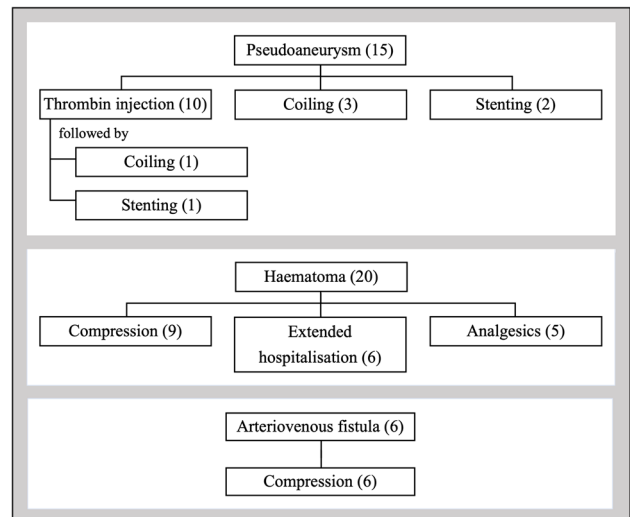 Pseudoaneurysm (15)
Thrombin injection (10)
Coiling (3)
Stenting (2)
followed by
Coiling (1)
Stenting (1)
Haematoma (20)
Compression (9)
Extended
hospitalisation (6)
Analgesics (5)
Arteriovenous fistula (6)
Compression (6)